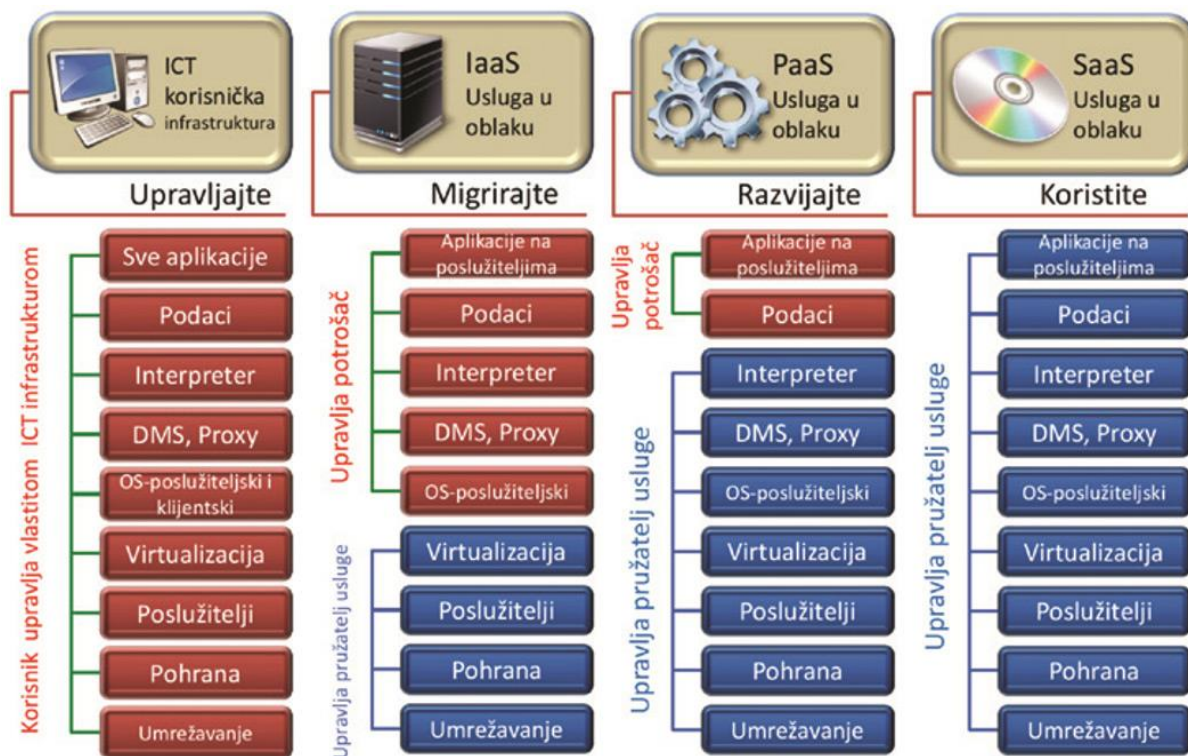 ICT
korisnička
infrastruktura
Upravljajte
Korisnik upravlja vlastitom ICT infrastrukturom
Sve aplikacije
Podaci
Interpreter
DMS, Proxy
OS-poslužiteljski i
klijentski
Virtualizacija
Poslužitelji
Pohrana
Umrežavanje
IaaS
Usluga u
oblaku
Migrirajte
Upravlja potrošač
Aplikacije na
poslužiteljima
Podaci
Interpreter
DMS, Proxy
OS-poslužiteljski
Upravlja pružatelj usluge
Virtualizacija
Poslužitelji
Pohrana
Umrežavanje
PaaS
Usluga u
oblaku
Razvijajte
Upravlja
potrošač
Aplikacije na
poslužiteljima
Podaci
Upravlja pružatelj usluge
Interpreter
DMS, Proxy
OS-poslužiteljski
Virtualizacija
Poslužitelji
Pohrana
Umrežavanje
SaaS
Usluga u
oblaku
Koristite
Upravlja pružatelj usluge
Aplikacije na
poslužiteljima
Podaci
Interpreter
DMS, Proxy
OS-poslužiteljski
Virtualizacija
Poslužitelji
Pohrana
Umrežavanje